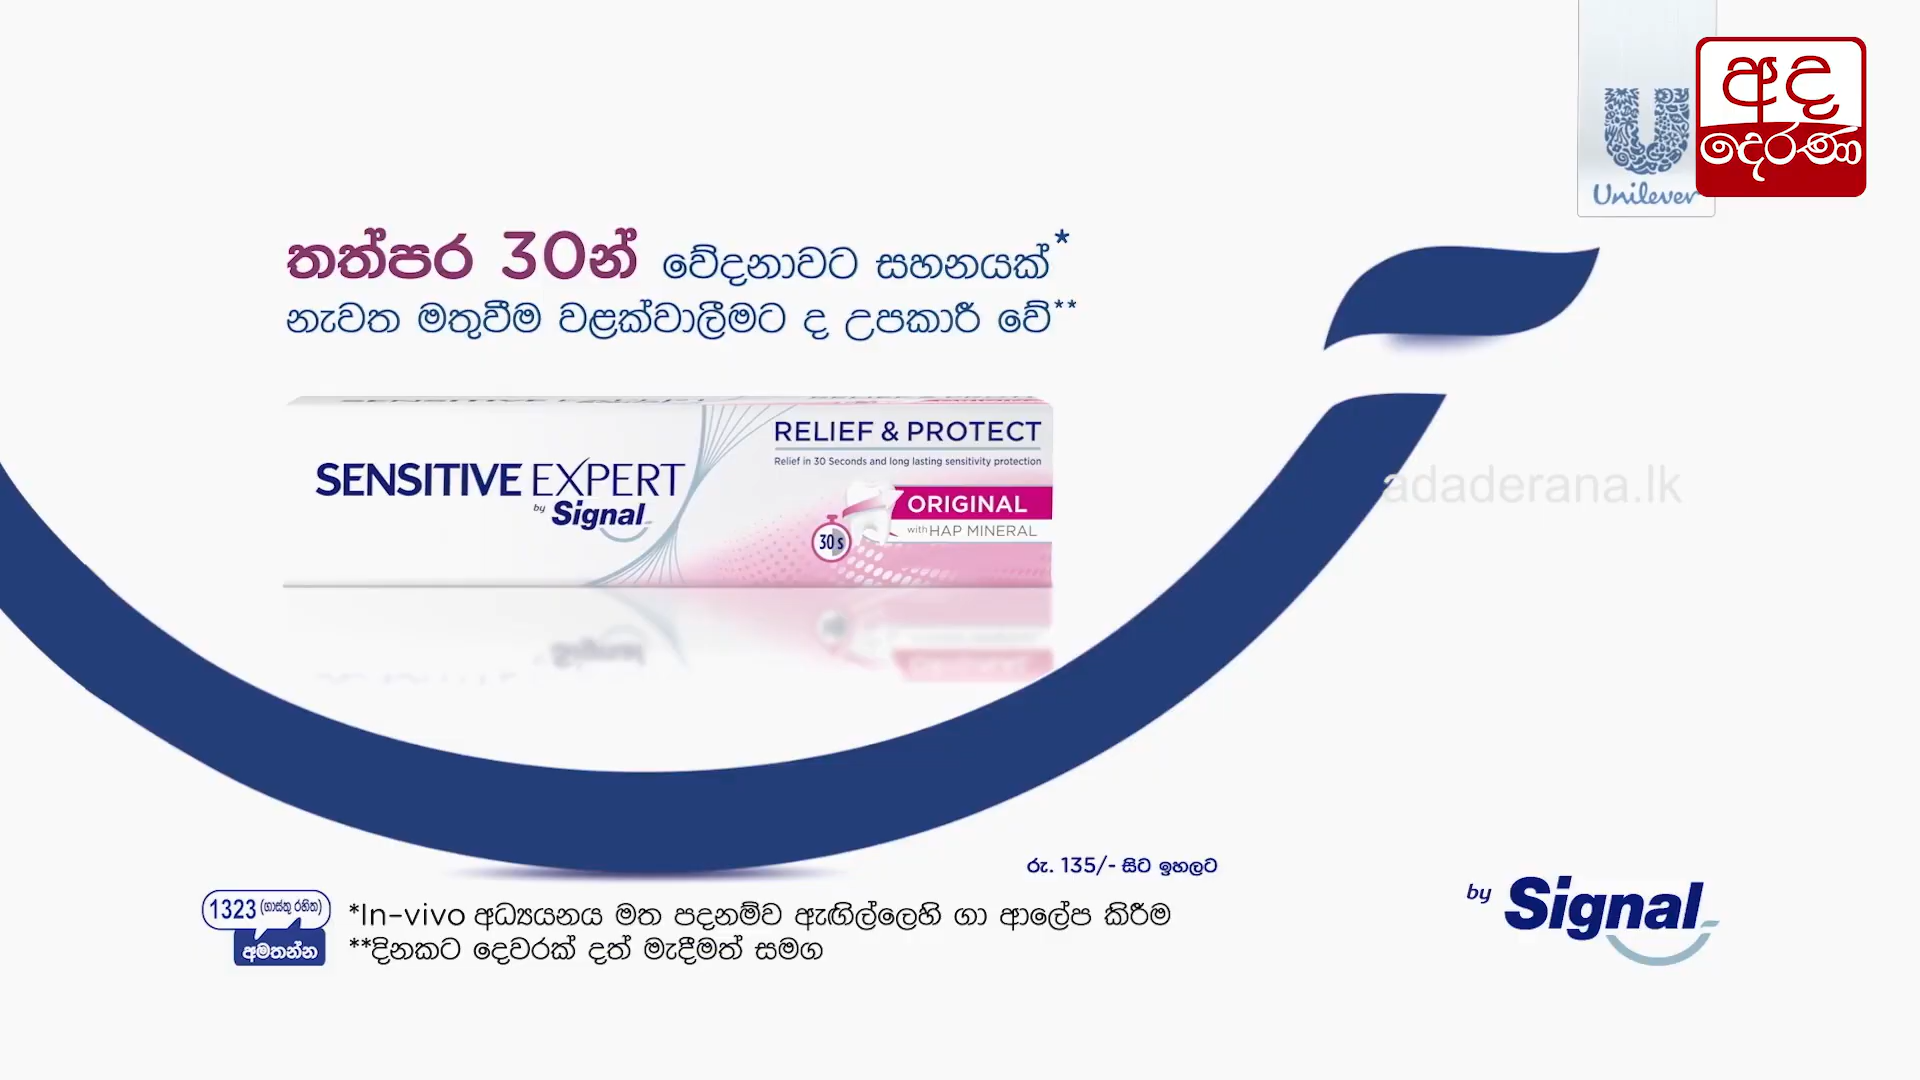 අද
දෙරණ
Unilever
තත්පර 30න් වේදනාවට සහනයක්*
නැවත මතුවීම වළක්වාලීමට ද උපකාරී වේ**
RELIEF & PROTECT
Relief in 30 Seconds and long lasting sensitivity protection
SENSITIVE EXPERT
by Signal
ORIGINAL
with HAP MINERAL
30 s
adaderana.lk
රු. 135/- සිට ඉහලට
1323 (ගාස්තු රහිත)
අමතන්න
*In-vivo අධ්‍යයනය මත පදනම්ව ඇඟිල්ලෙහි ගා ආලේප කිරීම
**දිනකට දෙවරක් දත් මැදීමත් සමග
by Signal